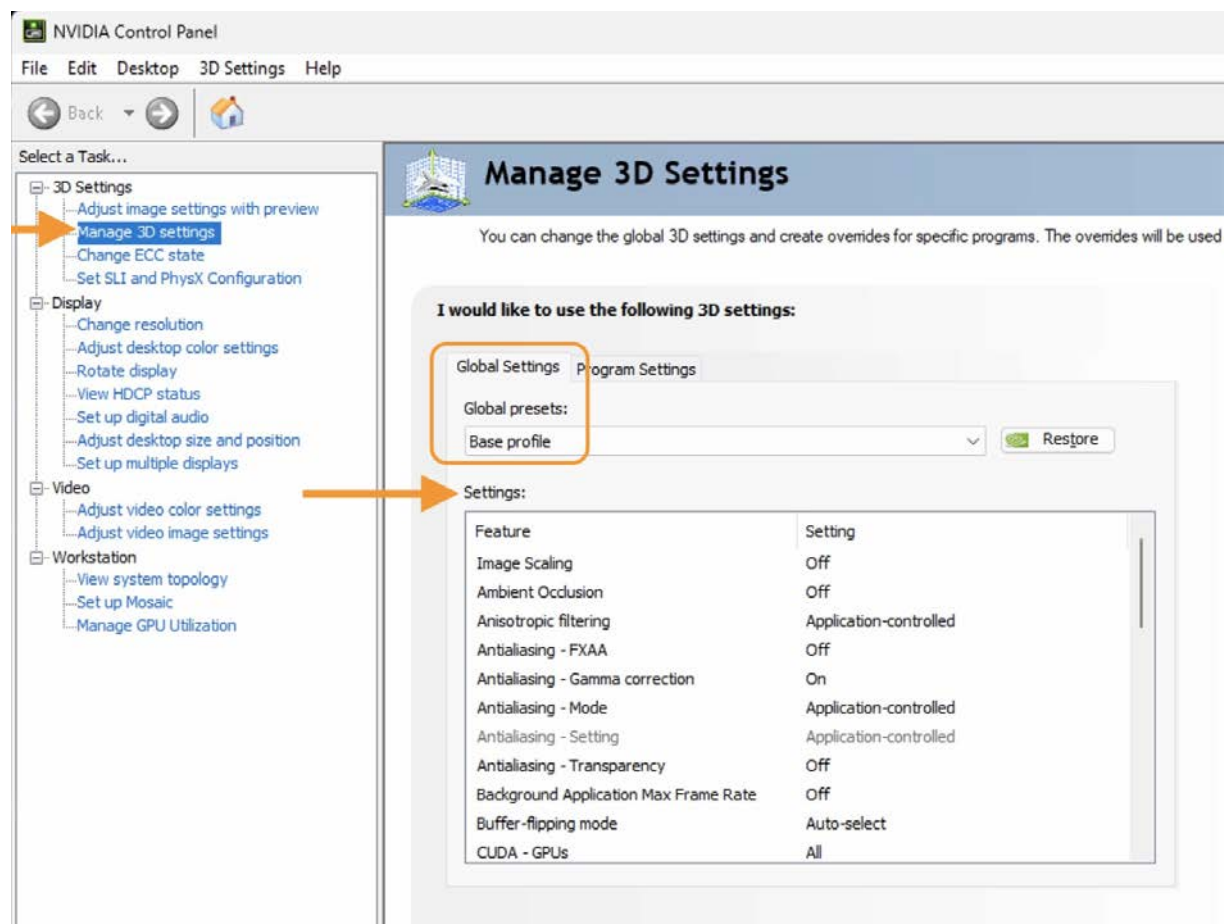 NVIDIA Control Panel
File Edit Desktop 3D Settings Help
Back
Select a Task...
3D Settings
Adjust image settings with preview
Manage 3D settings
Change ECC state
Set SLI and PhysX Configuration
Display
Change resolution
Adjust desktop color settings
Rotate display
View HDCP status
Set up digital audio
Adjust desktop size and position
Set up multiple displays
Video
Adjust video color settings
Adjust video image settings
Workstation
View system topology
Set up Mosaic
Manage GPU Utilization
Manage 3D Settings
You can change the global 3D settings and create overrides for specific programs. The overrides will be used
I would like to use the following 3D settings:
Global Settings Program Settings
Global presets:
Base profile Restore
Settings:
Feature Setting
Image Scaling Off
Ambient Occlusion Off
Anisotropic filtering Application-controlled
Antialiasing - FXAA Off
Antialiasing - Gamma correction On
Antialiasing - Mode Application-controlled
Antialiasing - Setting Application-controlled
Antialiasing - Transparency Off
Background Application Max Frame Rate Off
Buffer-flipping mode Auto-select
CUDA - GPUs All